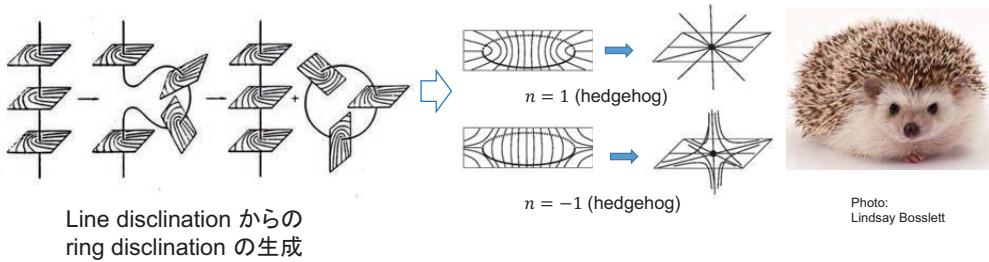 Line disclination からの
ring disclination の生成
n = 1 (hedgehog)
n = −1 (hedgehog)
Photo:
Lindsay Bosslett